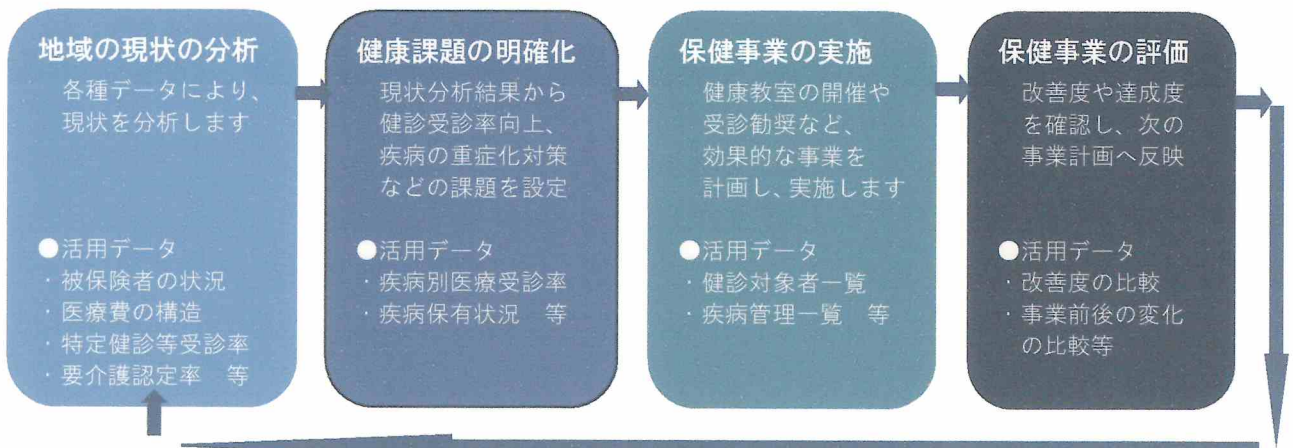 地域の現状の分析
各種データにより、
現状を分析します
●活用データ
・被保険者の状況
・医療費の構造
・特定健診等受診率
・要介護認定率　等
健康課題の明確化
現状分析結果から
健診受診率向上、
疾病の重症化対策
などの課題を設定
●活用データ
・疾病別医療受診率
・疾病保有状況　等
保健事業の実施
健康教室の開催や
受診勧奨など、
効果的な事業を
計画し、実施します
●活用データ
・健診対象者一覧
・疾病管理一覧　等
保健事業の評価
改善度や達成度
を確認し、次の
事業計画へ反映
●活用データ
・改善度の比較
・事業前後の変化
の比較等